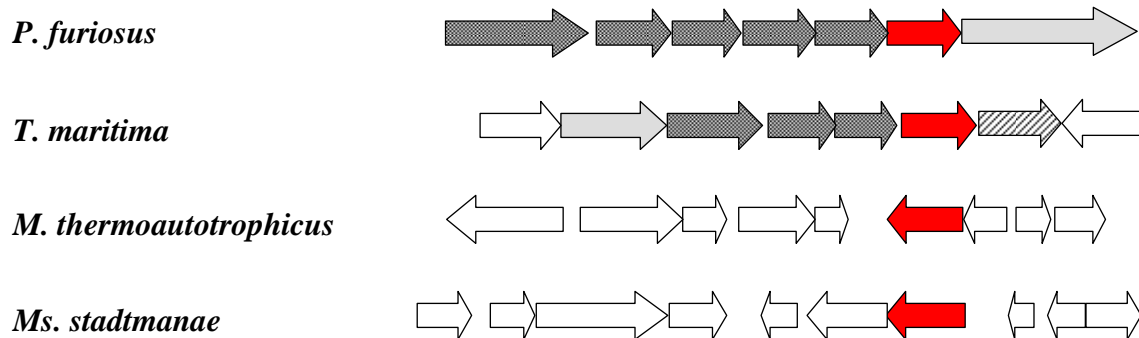 P. furiosus
T. maritima
M. thermoautotrophicus
Ms. stadtmanae